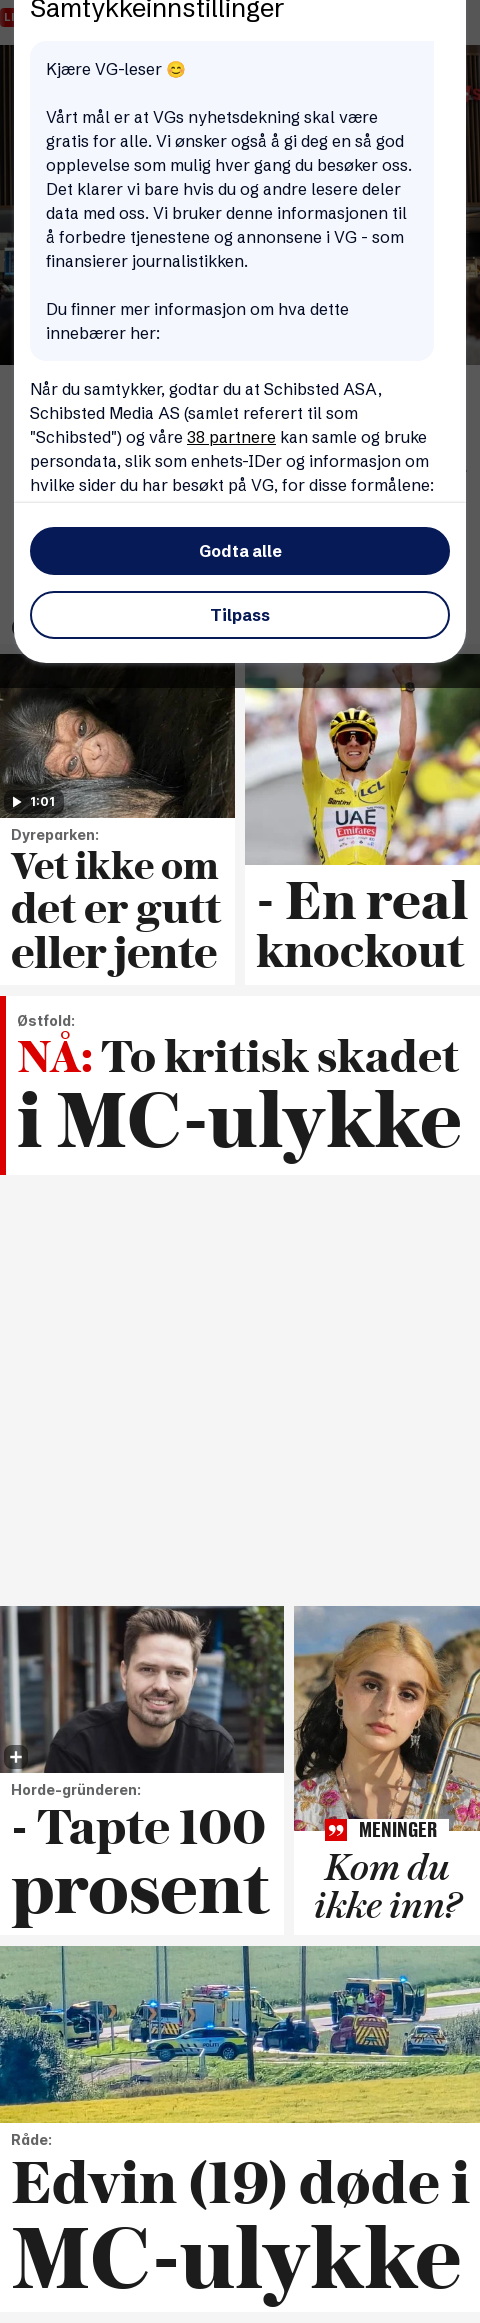 Samtykkeinnstillinger
Kjære VG-leser 😊
Vårt mål er at VGs nyhetsdekning skal være
gratis for alle. Vi ønsker også å gi deg en så god
opplevelse som mulig hver gang du besøker oss.
Det klarer vi bare hvis du og andre lesere deler
data med oss. Vi bruker denne informasjonen til
å forbedre tjenestene og annonsene i VG - som
finansierer journalistikken.
Du finner mer informasjon om hva dette
innebærer her:
Når du samtykker, godtar du at Schibsted ASA,
Schibsted Media AS (samlet referert til som
"Schibsted") og våre 38 partnere kan samle og bruke
persondata, slik som enhets-IDer og informasjon om
hvilke sider du har besøkt på VG, for disse formålene:
Godta alle
Tilpass
1:01
Dyreparken:
Vet ikke om
det er gutt
eller jente
LCL
Santini
UAE
Emirates
- En real
knockout
Østfold:
NÅ: To kritisk skadet
i MC-ulykke
Horde-gründeren:
- Tapte 100
prosent
MENINGER
Kom du
ikke inn?
POLITI
Råde:
Edvin (19) døde i
MC-ulykke